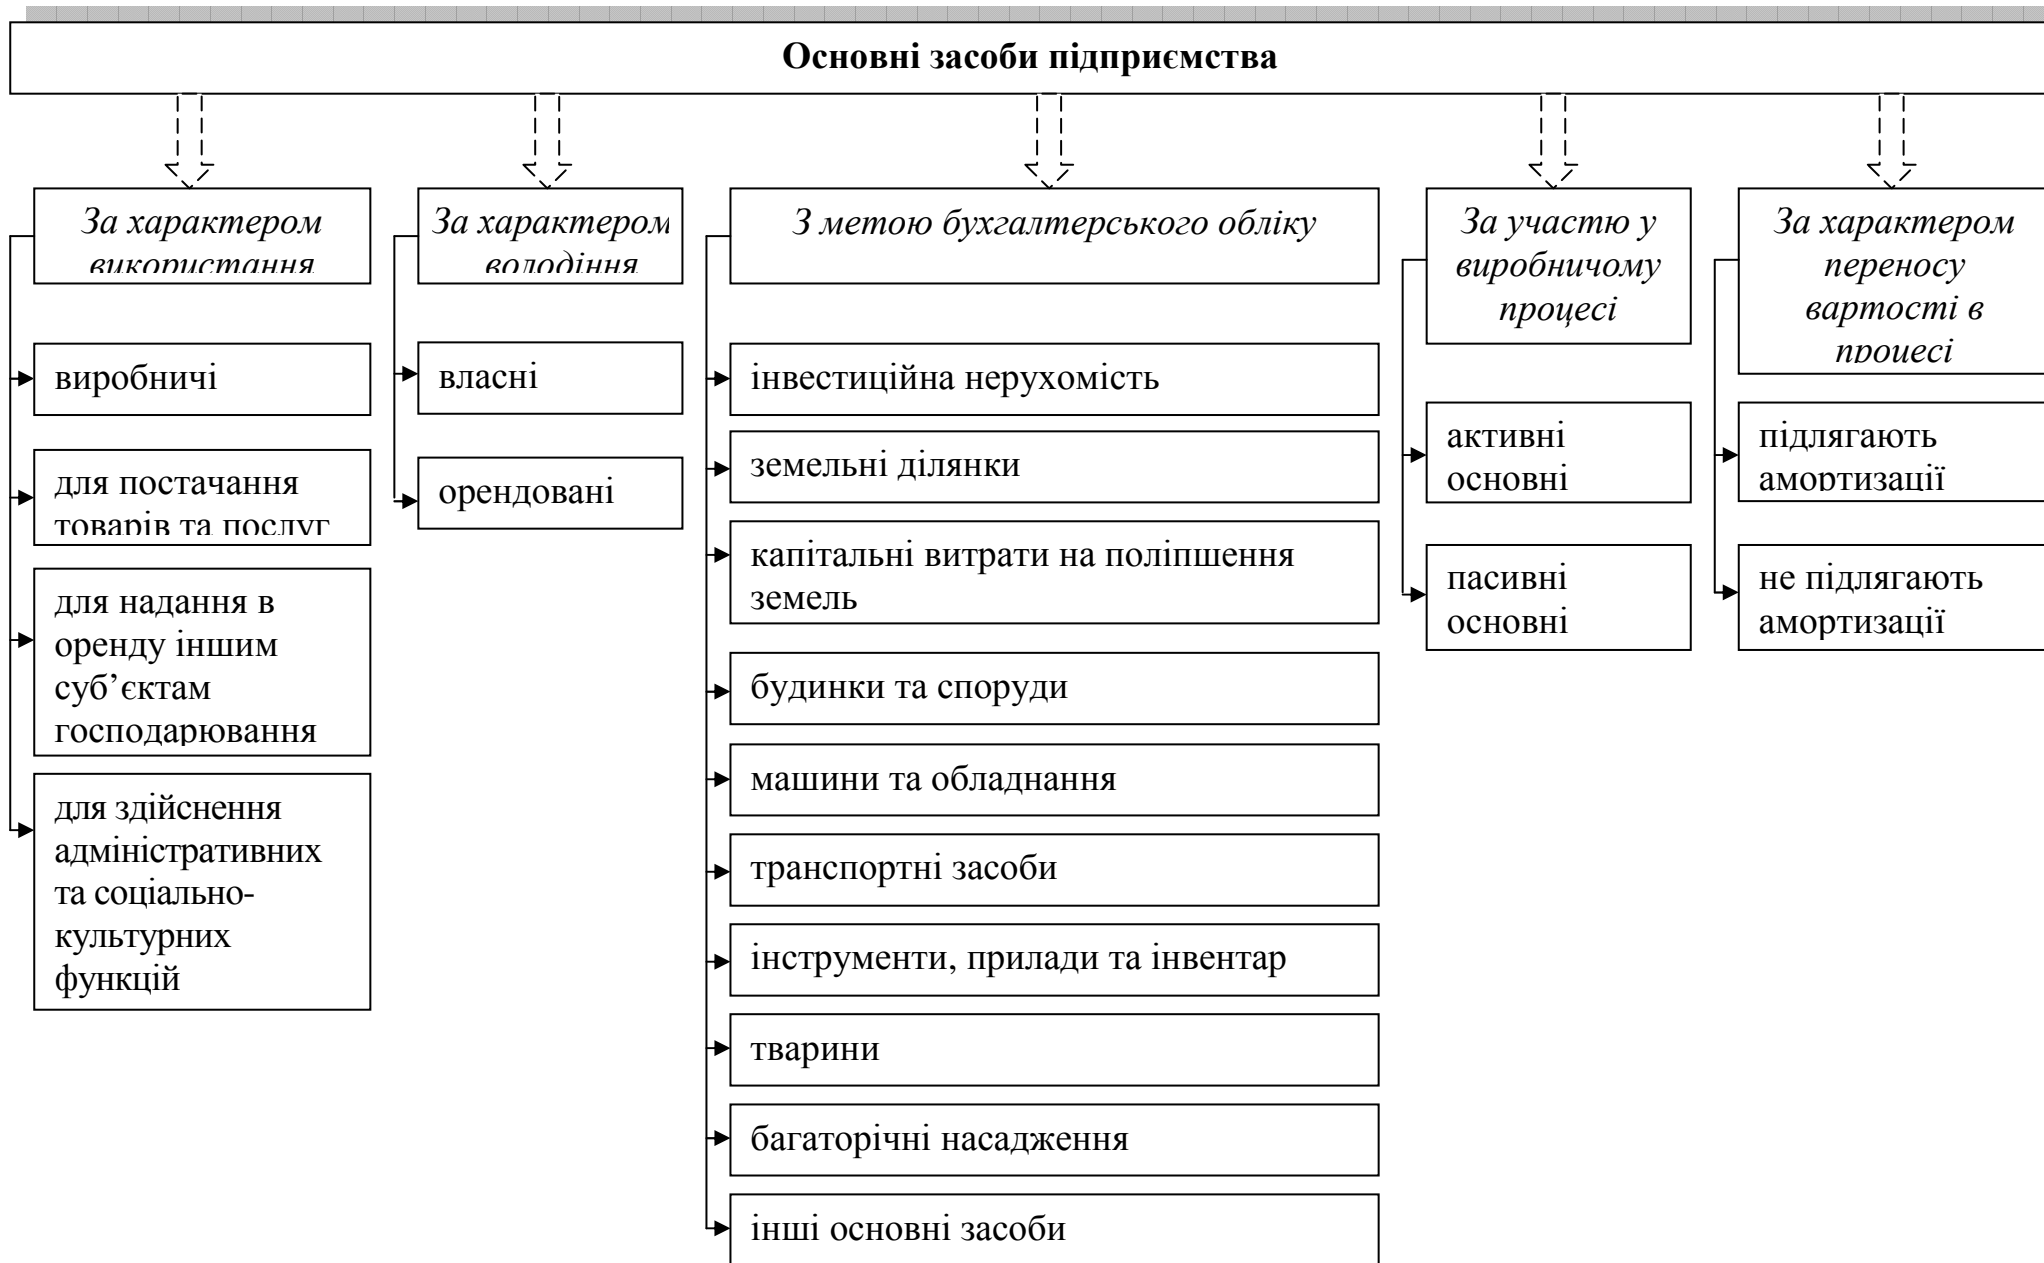 Основні засоби підприємства
За характером
використання
виробничі
для постачання
товарів та послуг
для надання в
оренду іншим
суб’єктам
господарювання
для здійснення
адміністративних
та соціально-
культурних
функцій
За характером
володіння
власні
орендовані
З метою бухгалтерського обліку
інвестиційна нерухомість
земельні ділянки
капітальні витрати на поліпшення
земель
будинки та споруди
машини та обладнання
транспортні засоби
інструменти, прилади та інвентар
тварини
багаторічні насадження
інші основні засоби
За участю у
виробничому
процесі
активні
основні
пасивні
основні
За характером
переносу
вартості в
процесі
підлягають
амортизації
не підлягають
амортизації